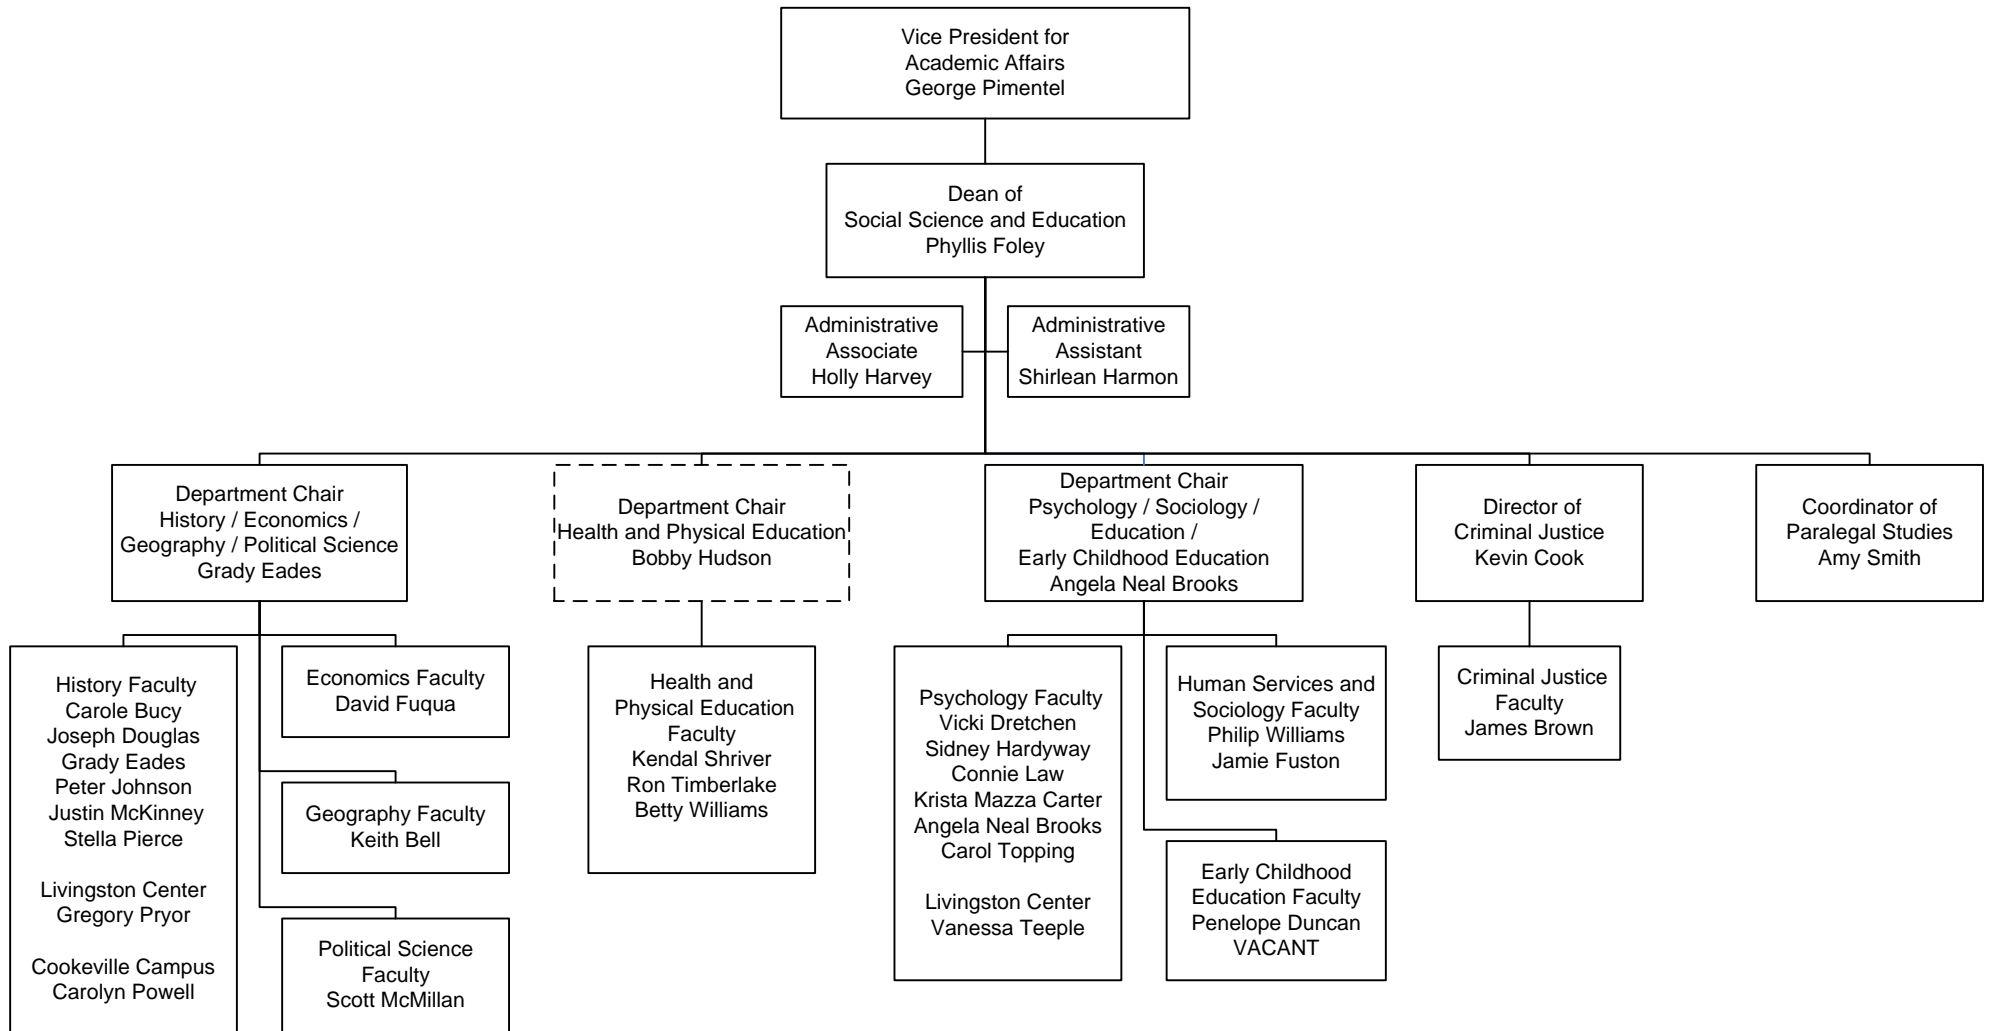 Vice President for
Academic Affairs
George Pimentel
Dean of
Social Science and Education
Phyllis Foley
Administrative
Associate
Holly Harvey
Administrative
Assistant
Shirlean Harmon
Department Chair
History / Economics /
Geography / Political Science
Grady Eades
Department Chair
Health and Physical Education
Bobby Hudson
Department Chair
Psychology / Sociology /
Education /
Early Childhood Education
Angela Neal Brooks
Director of
Criminal Justice
Kevin Cook
Coordinator of
Paralegal Studies
Amy Smith
History Faculty
Carole Bucy
Joseph Douglas
Grady Eades
Peter Johnson
Justin McKinney
Stella Pierce
Livingston Center
Gregory Pryor
Cookeville Campus
Carolyn Powell
Economics Faculty
David Fuqua
Geography Faculty
Keith Bell
Political Science
Faculty
Scott McMillan
Health and
Physical Education
Faculty
Kendal Shriver
Ron Timberlake
Betty Williams
Psychology Faculty
Vicki Dretchen
Sidney Hardyway
Connie Law
Krista Mazza Carter
Angela Neal Brooks
Carol Topping
Livingston Center
Vanessa Teeple
Human Services and
Sociology Faculty
Philip Williams
Jamie Fuston
Early Childhood
Education Faculty
Penelope Duncan
VACANT
Criminal Justice
Faculty
James Brown